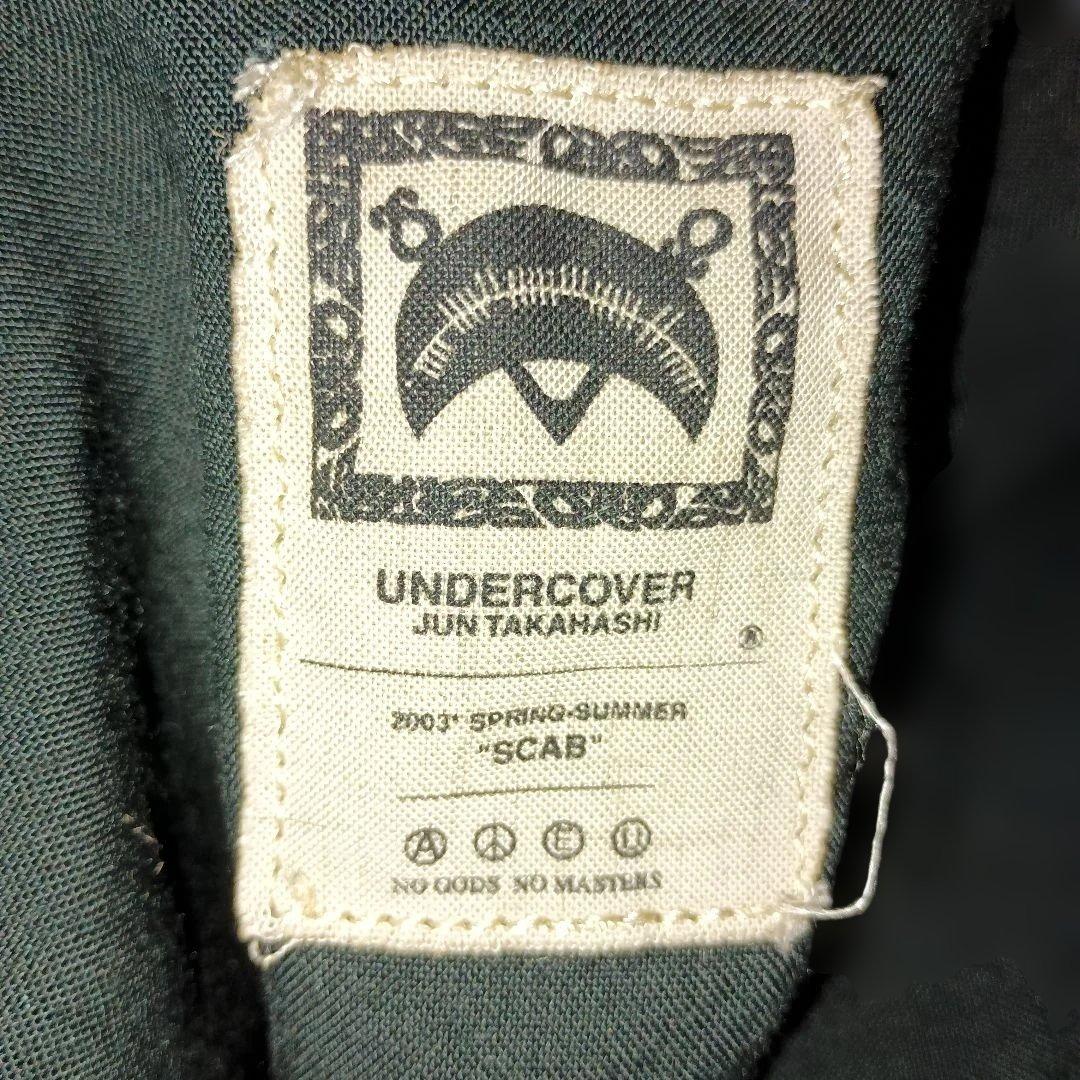 UNDERCOVER
JUN TAKAHASHI
®
2003' SPRING-SUMMER
"SCAB"
Ⓐ ☮ Ⓔ Ⓤ
NO GODS NO MASTERS